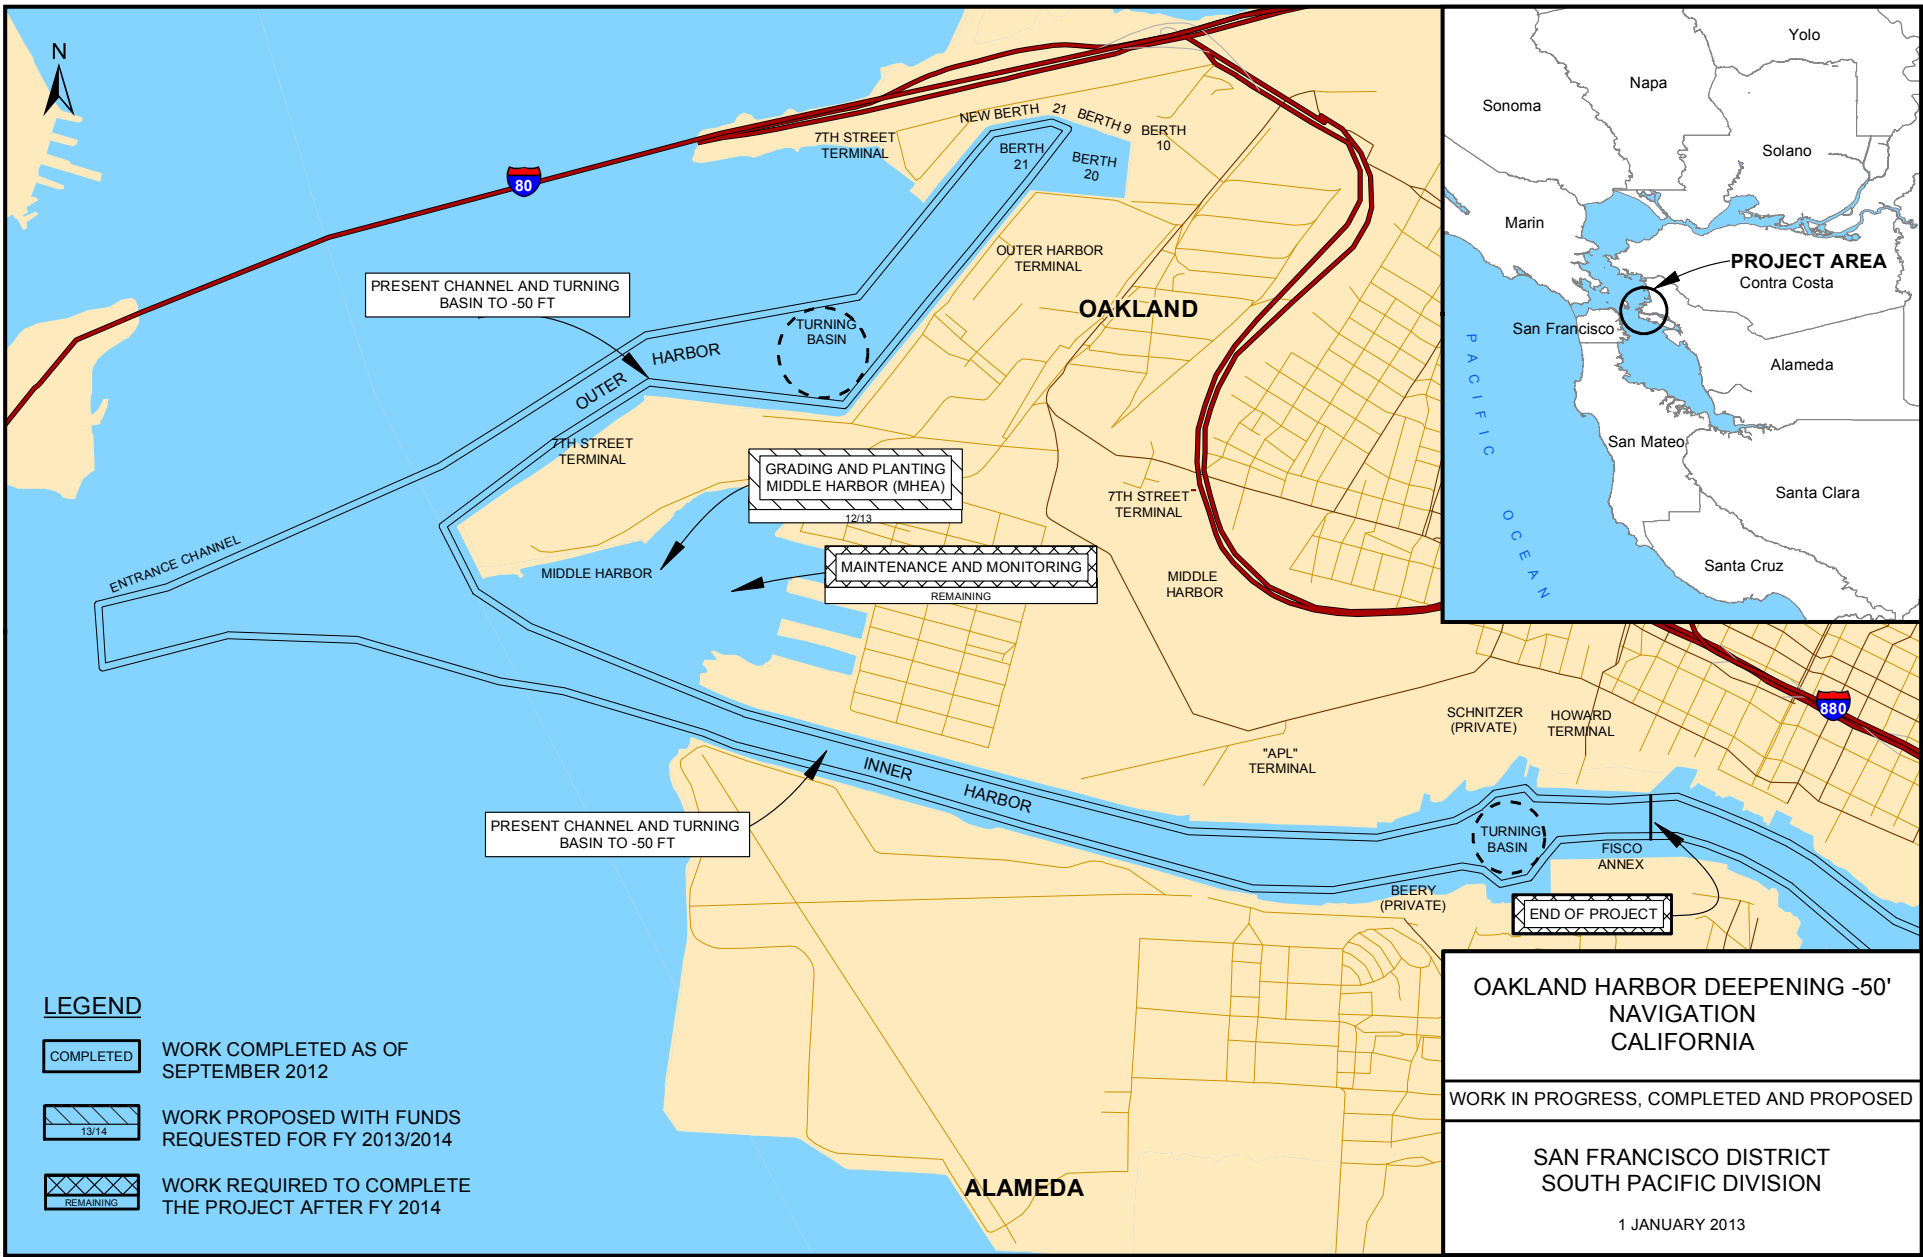 N
80
7TH STREET
TERMINAL
NEW BERTH 21
BERTH 9
BERTH
10
BERTH
21
BERTH
20
OUTER HARBOR
TERMINAL
OAKLAND
PRESENT CHANNEL AND TURNING
BASIN TO -50 FT
TURNING
BASIN
OUTER HARBOR
7TH STREET
TERMINAL
GRADING AND PLANTING
MIDDLE HARBOR (MHEA)
12/13
7TH STREET
TERMINAL
ENTRANCE CHANNEL
MIDDLE HARBOR
MAINTENANCE AND MONITORING
REMAINING
MIDDLE
HARBOR
SCHNITZER
(PRIVATE)
HOWARD
TERMINAL
880
"APL"
TERMINAL
INNER HARBOR
PRESENT CHANNEL AND TURNING
BASIN TO -50 FT
TURNING
BASIN
FISCO
ANNEX
BEERY
(PRIVATE)
END OF PROJECT
ALAMEDA
Yolo
Napa
Sonoma
Solano
Marin
PROJECT AREA
Contra Costa
San Francisco
Alameda
PACIFIC OCEAN
San Mateo
Santa Clara
Santa Cruz
LEGEND
COMPLETED
WORK COMPLETED AS OF
SEPTEMBER 2012
13/14
WORK PROPOSED WITH FUNDS
REQUESTED FOR FY 2013/2014
REMAINING
WORK REQUIRED TO COMPLETE
THE PROJECT AFTER FY 2014
OAKLAND HARBOR DEEPENING -50'
NAVIGATION
CALIFORNIA
WORK IN PROGRESS, COMPLETED AND PROPOSED
SAN FRANCISCO DISTRICT
SOUTH PACIFIC DIVISION
1 JANUARY 2013